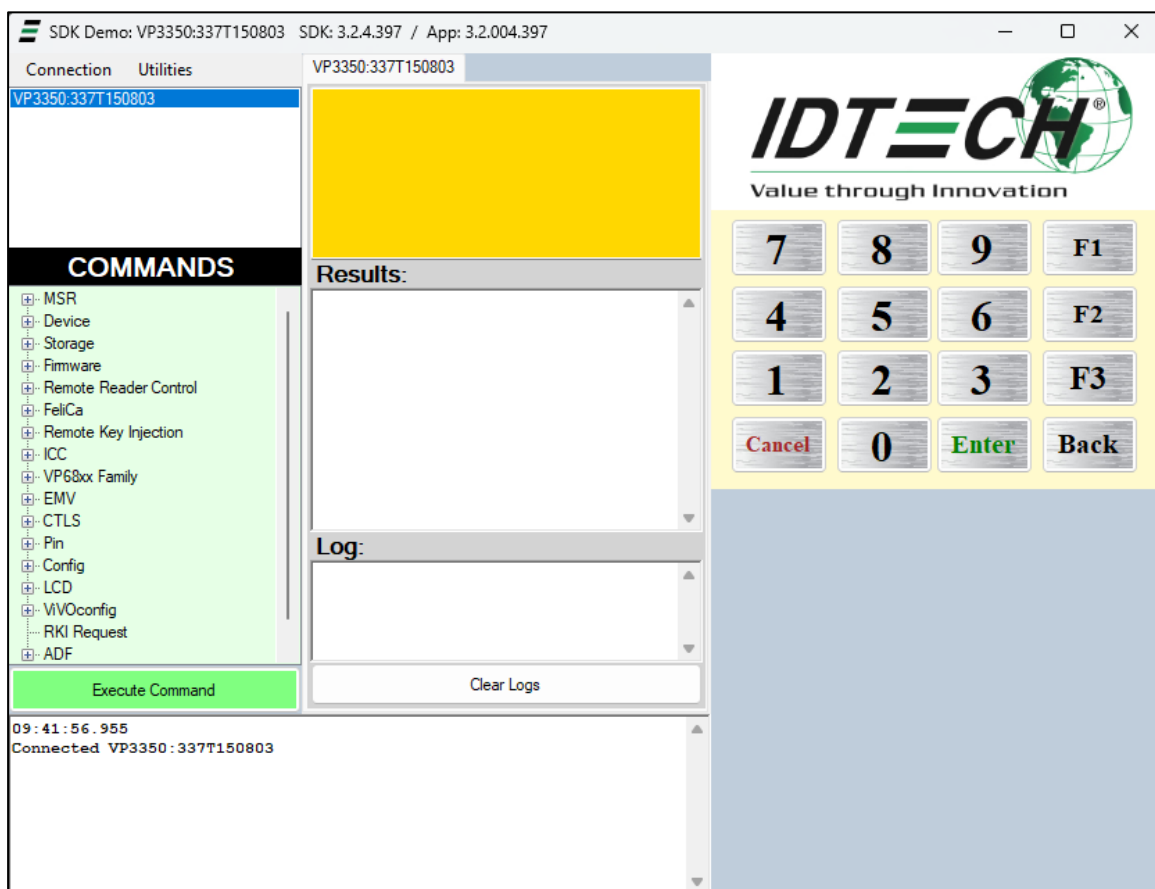 SDK Demo: VP3350:337T150803 SDK: 3.2.4.397 / App: 3.2.004.397
Connection Utilities
VP3350:337T150803
VP3350:337T150803
COMMANDS
MSR
Device
Storage
Firmware
Remote Reader Control
FeliCa
Remote Key Injection
ICC
VP68xx Family
EMV
CTLS
Pin
Config
LCD
ViVOconfig
RKI Request
ADF
Execute Command
Results:
Log:
Clear Logs
09:41:56.955
Connected VP3350:337T150803
IDTECH®
Value through Innovation
7 8 9 F1
4 5 6 F2
1 2 3 F3
Cancel 0 Enter Back